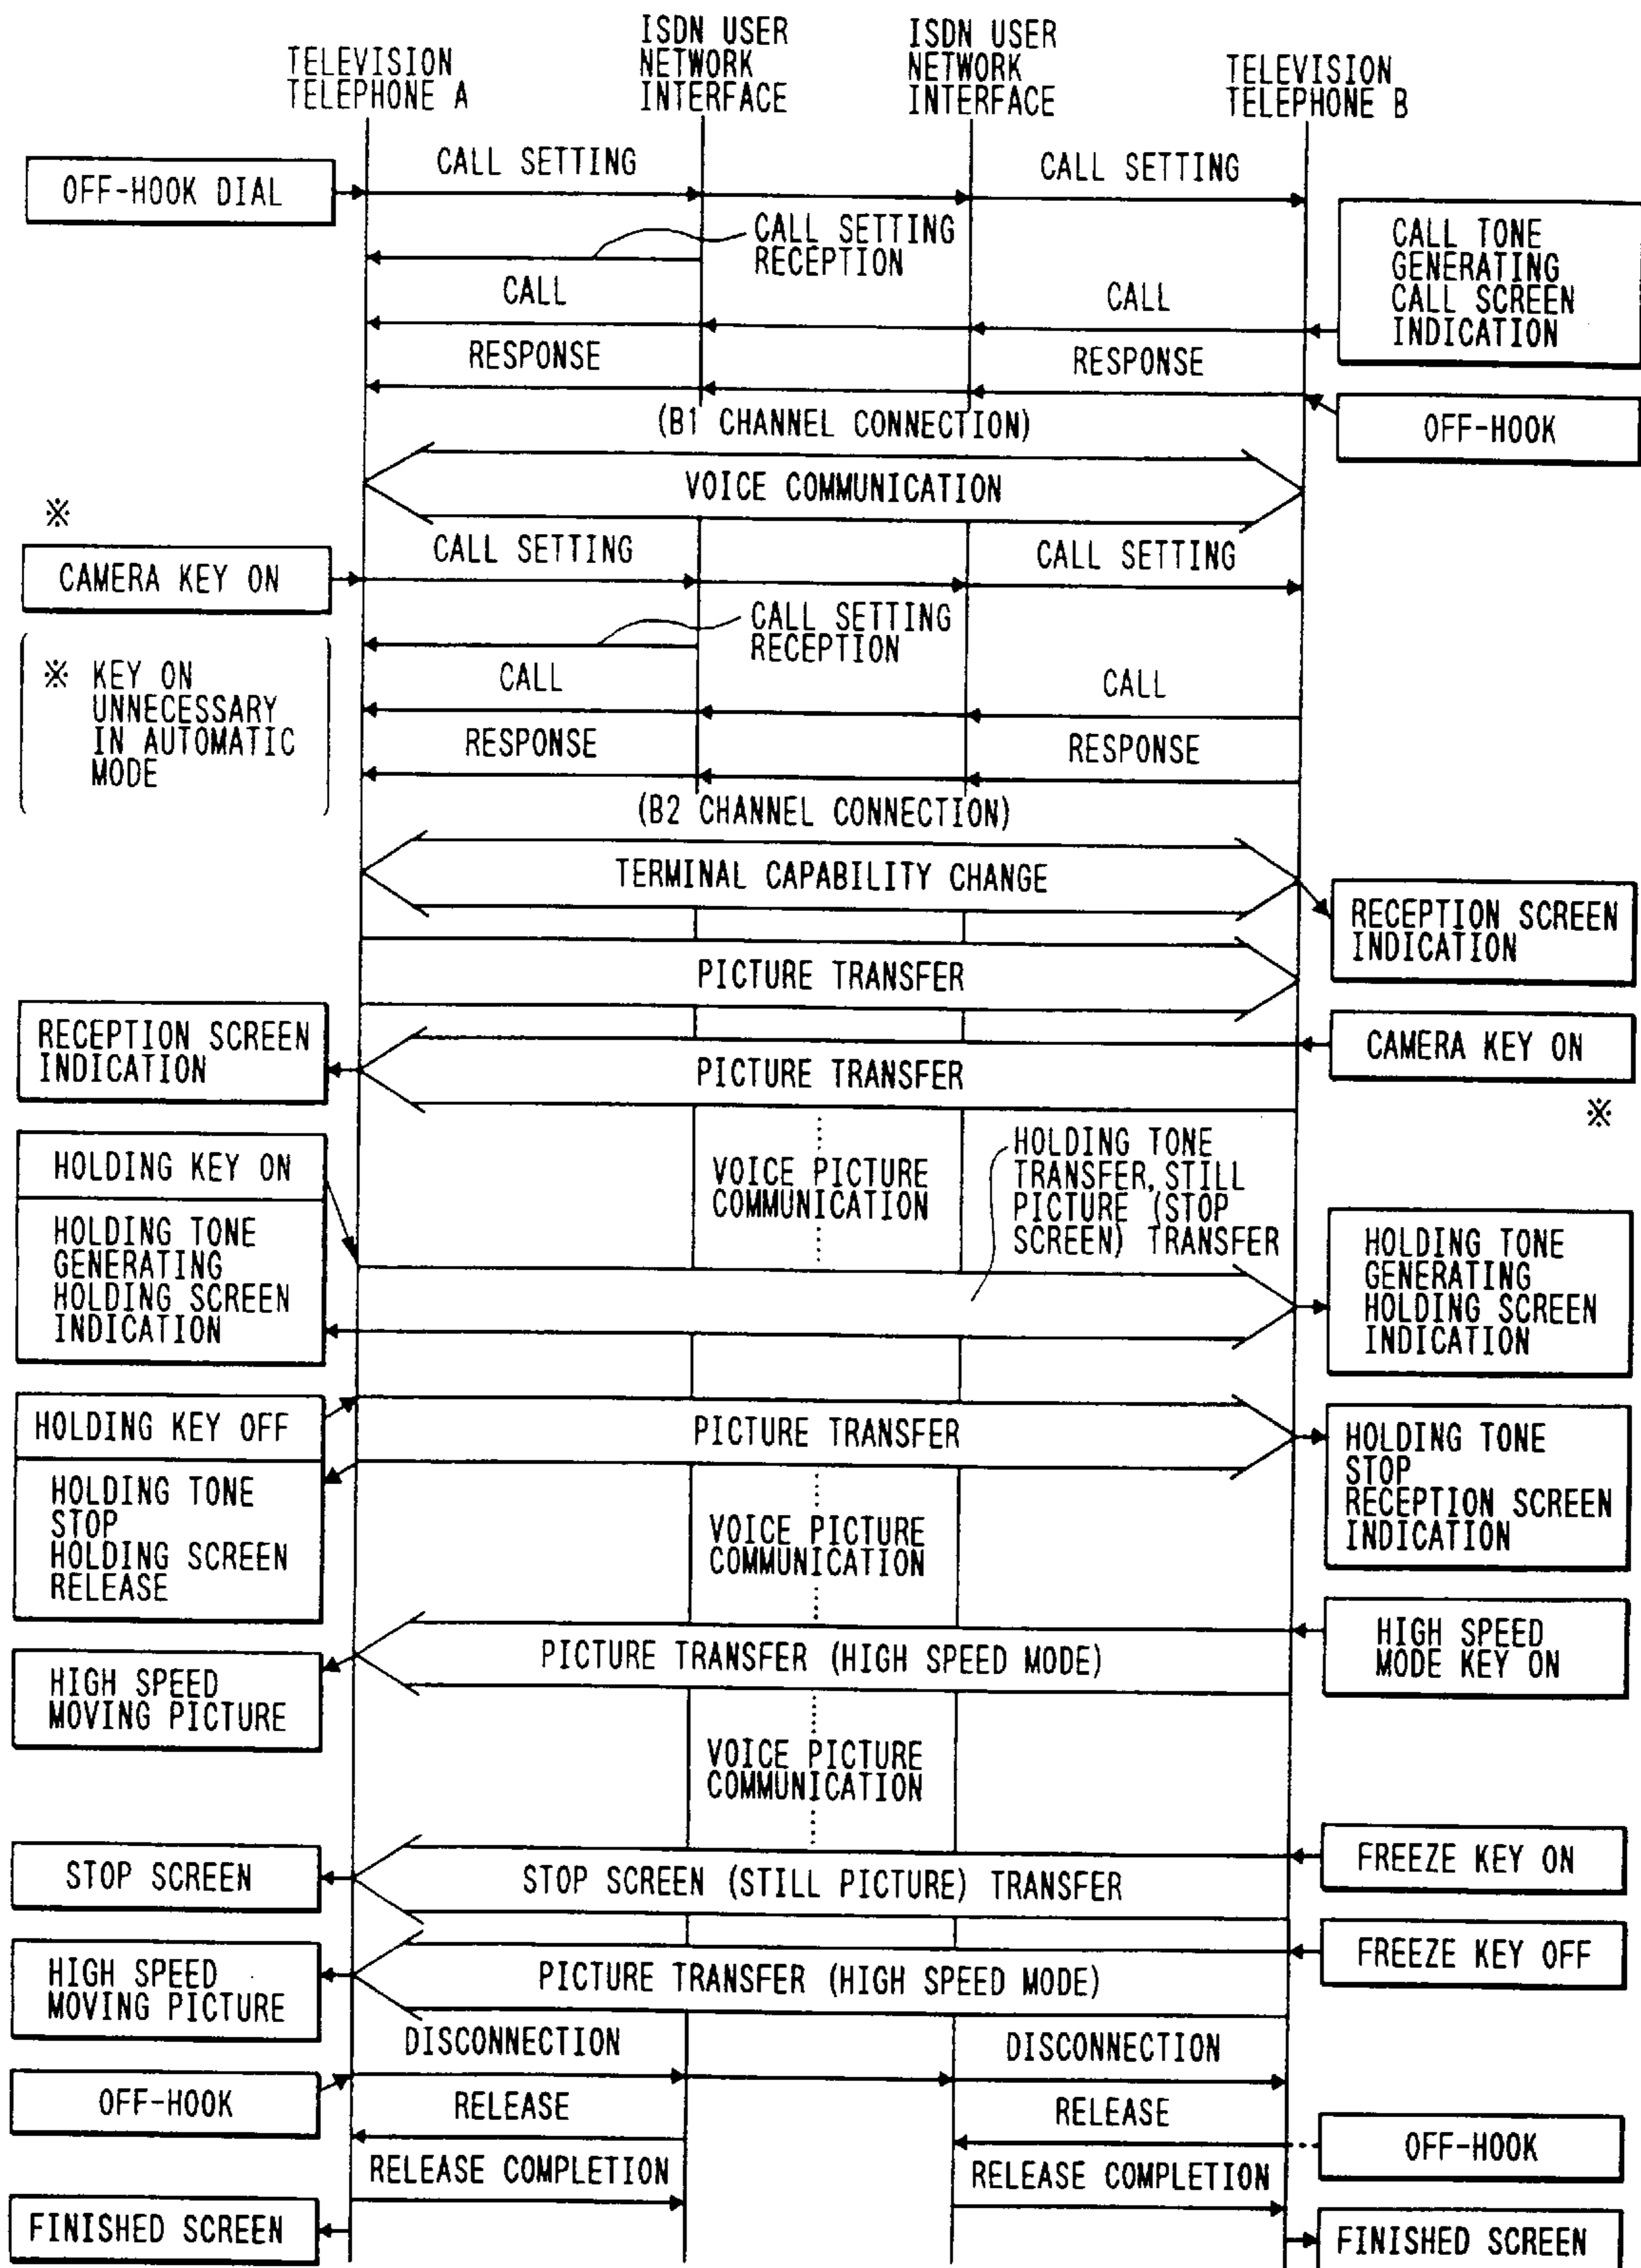 TELEVISION
TELEPHONE A
ISDN USER
NETWORK
INTERFACE
ISDN USER
NETWORK
INTERFACE
TELEVISION
TELEPHONE B
OFF-HOOK DIAL
CALL SETTING
CALL SETTING
CALL SETTING
RECEPTION
CALL TONE
GENERATING
CALL SCREEN
INDICATION
CALL
CALL
RESPONSE
RESPONSE
OFF-HOOK
(B1 CHANNEL CONNECTION)
VOICE COMMUNICATION
※
CAMERA KEY ON
CALL SETTING
CALL SETTING
CALL SETTING
RECEPTION
※ KEY ON
UNNECESSARY
IN AUTOMATIC
MODE
CALL
CALL
RESPONSE
RESPONSE
(B2 CHANNEL CONNECTION)
TERMINAL CAPABILITY CHANGE
RECEPTION SCREEN
INDICATION
PICTURE TRANSFER
RECEPTION SCREEN
INDICATION
PICTURE TRANSFER
CAMERA KEY ON
※
HOLDING KEY ON
HOLDING TONE
GENERATING
HOLDING SCREEN
INDICATION
VOICE PICTURE
COMMUNICATION
HOLDING TONE
TRANSFER, STILL
PICTURE (STOP
SCREEN) TRANSFER
HOLDING TONE
GENERATING
HOLDING SCREEN
INDICATION
HOLDING KEY OFF
HOLDING TONE
STOP
HOLDING SCREEN
RELEASE
PICTURE TRANSFER
HOLDING TONE
STOP
RECEPTION SCREEN
INDICATION
VOICE PICTURE
COMMUNICATION
HIGH SPEED
MODE KEY ON
PICTURE TRANSFER (HIGH SPEED MODE)
HIGH SPEED
MOVING PICTURE
VOICE PICTURE
COMMUNICATION
FREEZE KEY ON
STOP SCREEN
STOP SCREEN (STILL PICTURE) TRANSFER
FREEZE KEY OFF
HIGH SPEED
MOVING PICTURE
PICTURE TRANSFER (HIGH SPEED MODE)
DISCONNECTION
DISCONNECTION
OFF-HOOK
RELEASE
RELEASE
OFF-HOOK
RELEASE COMPLETION
RELEASE COMPLETION
FINISHED SCREEN
FINISHED SCREEN